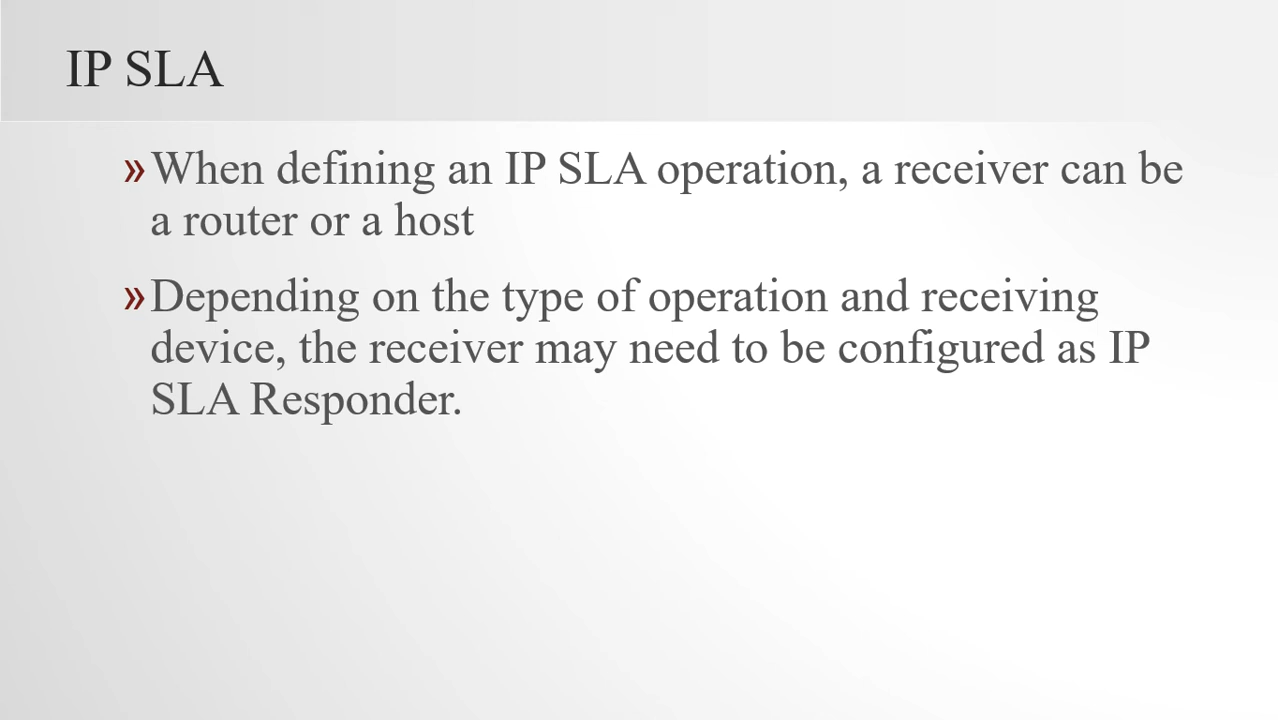 IP SLA
» When defining an IP SLA operation, a receiver can be
a router or a host
» Depending on the type of operation and receiving
device, the receiver may need to be configured as IP
SLA Responder.